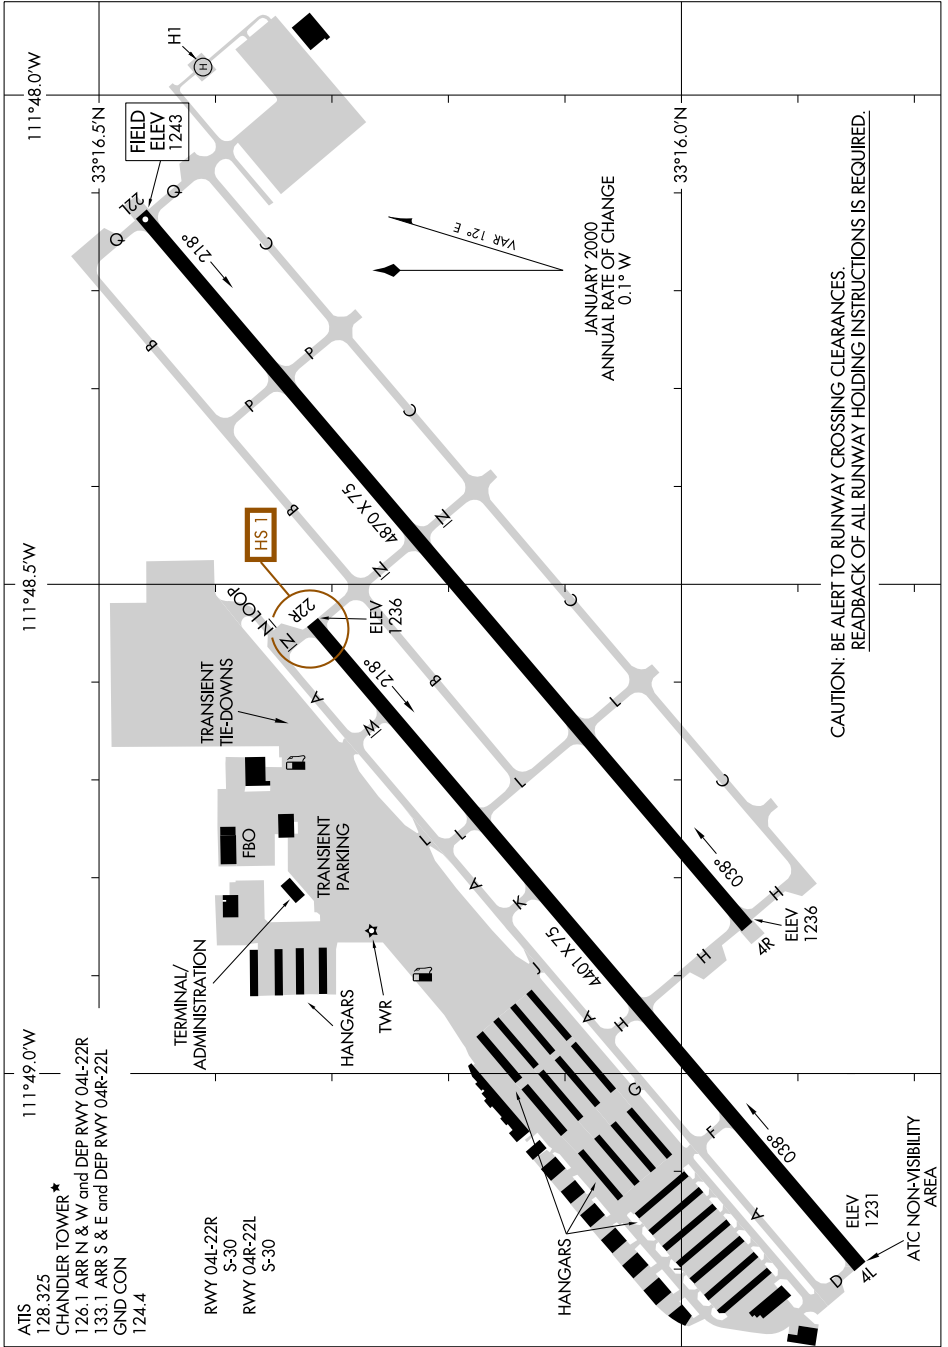 ATIS
128.325
CHANDLER TOWER★
126.1 ARR N & W and DEP RWY 04L-22R
133.1 ARR S & E and DEP RWY 04R-22L
GND CON
124.4
RWY 04L-22R
S-30
RWY 04R-22L
S-30
111°49.0'W
111°48.5'W
111°48.0'W
33°16.5'N
33°16.0'N
H1
H
FIELD
ELEV
1243
22L
218°
Q
Q
C
B
P
P
C
B
HS 1
4870 X 75
Z
Z
IN LOOP
Z
22R
ELEV
1236
218°
A
W
B
C
L
L
C
TRANSIENT
TIE-DOWNS
FBO
TRANSIENT
PARKING
TERMINAL/
ADMINISTRATION
HANGARS
TWR
L
L
A
K
4401 X 75
J
A
H
H
H
038°
ELEV
1236
4R
G
F
038°
A
HANGARS
D
4L
ELEV
1231
ATC NON-VISIBILITY
AREA
VAR 12° E
JANUARY 2000
ANNUAL RATE OF CHANGE
0.1° W
CAUTION: BE ALERT TO RUNWAY CROSSING CLEARANCES.
READBACK OF ALL RUNWAY HOLDING INSTRUCTIONS IS REQUIRED.